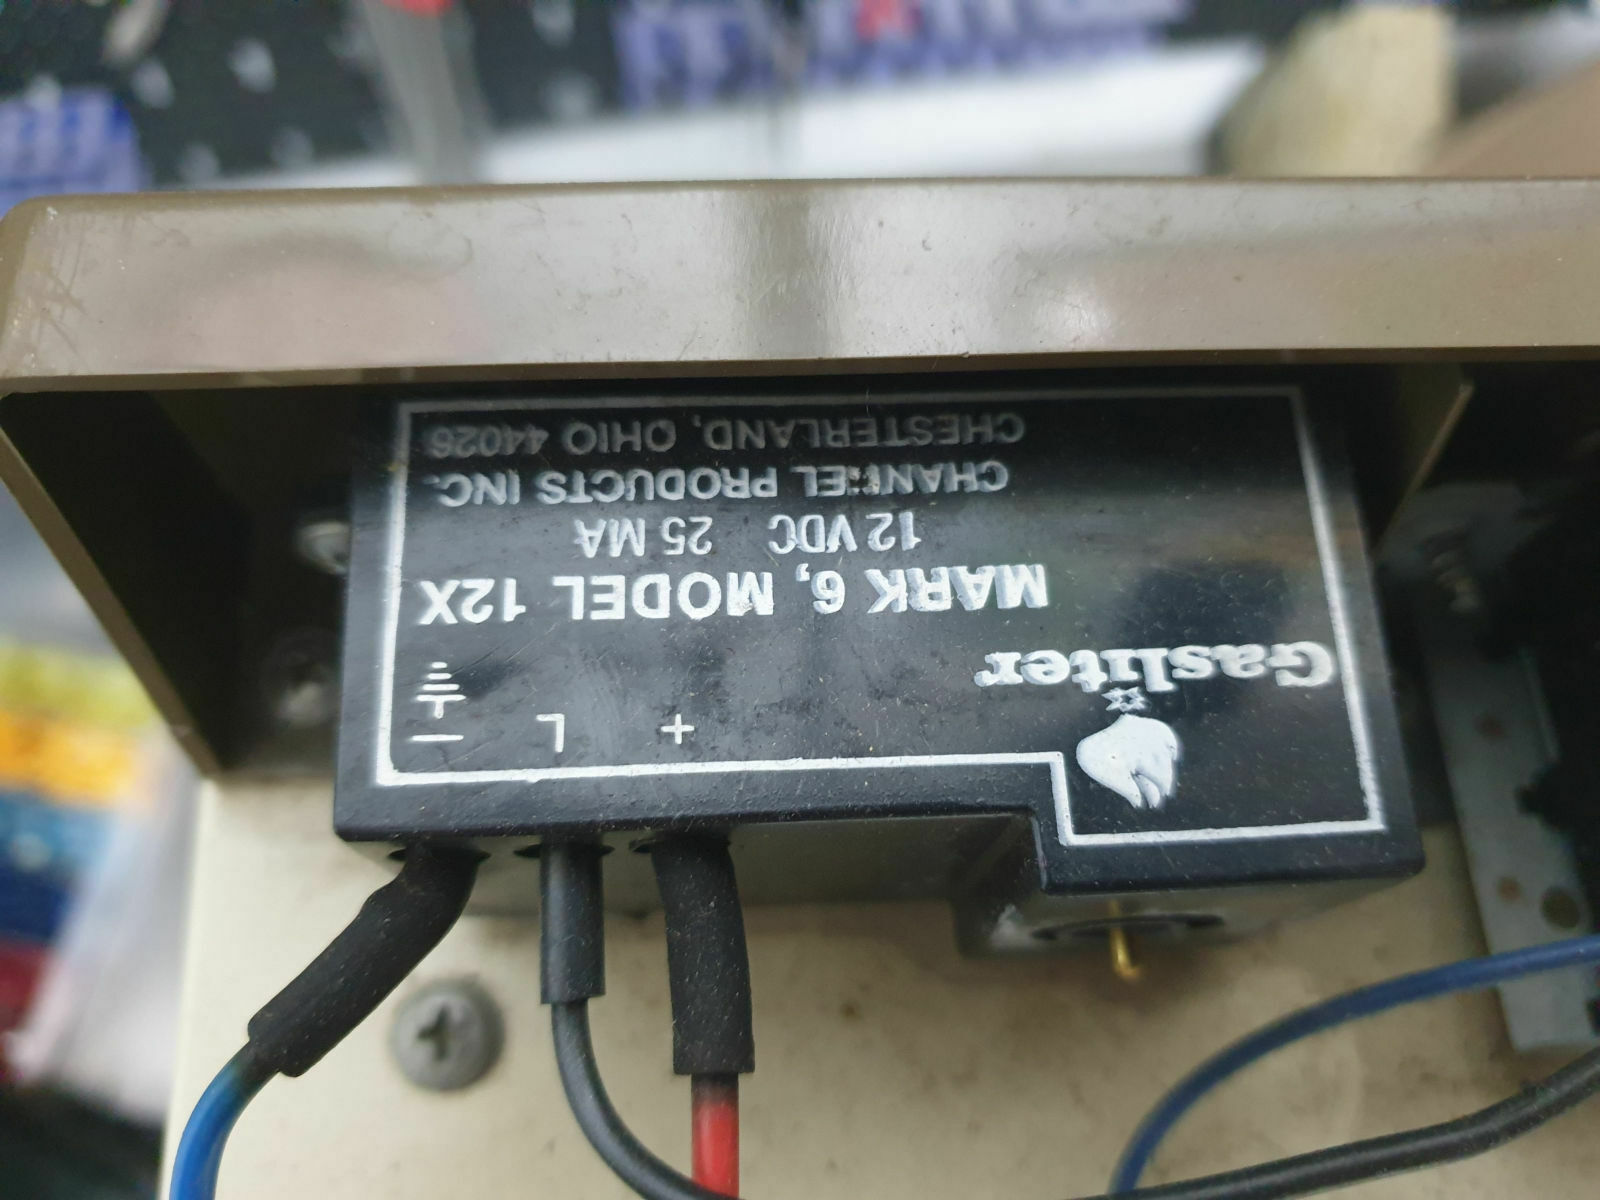 Gasliter
MARK 6, MODEL 12X
12 VDC 25 MA
CHANNEL PRODUCTS INC.
CHESTERLAND, OHIO 44026
+ L -